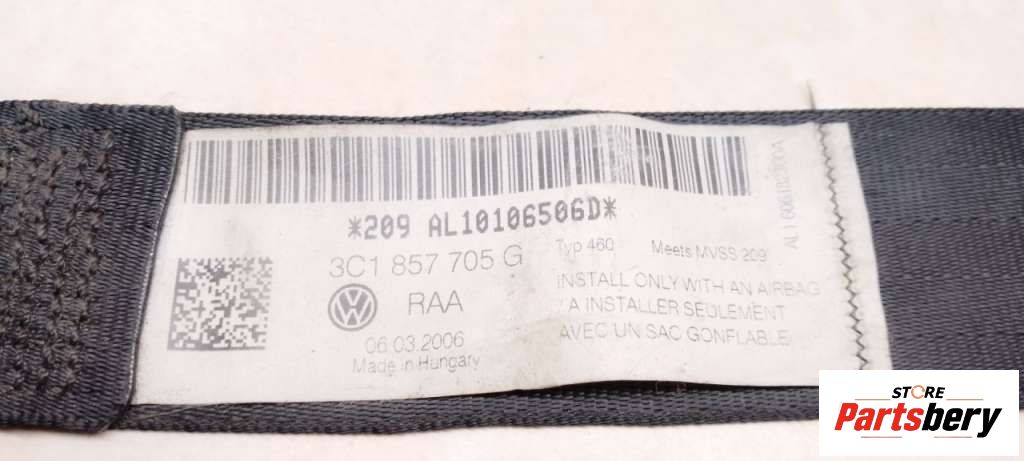 *209 AL10106506D*
3C1 857 705 G
Typ 460
Meets MVSS 209
RAA
06.03.2006
Made in Hungary
INSTALL ONLY WITH AN AIRBAG
/ A INSTALLER SEULEMENT
AVEC UN SAC GONFLABLE
STORE
Partsbery